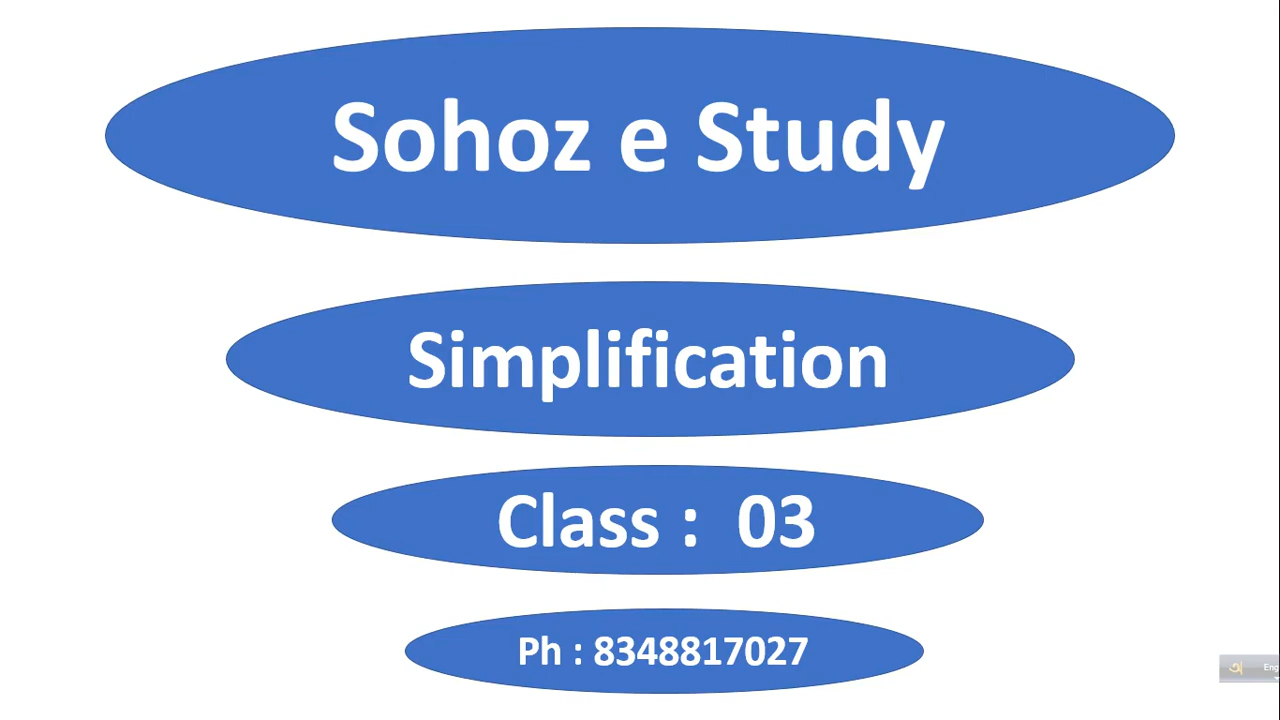 Sohoz e Study
Simplification
Class : 03
Ph : 8348817027